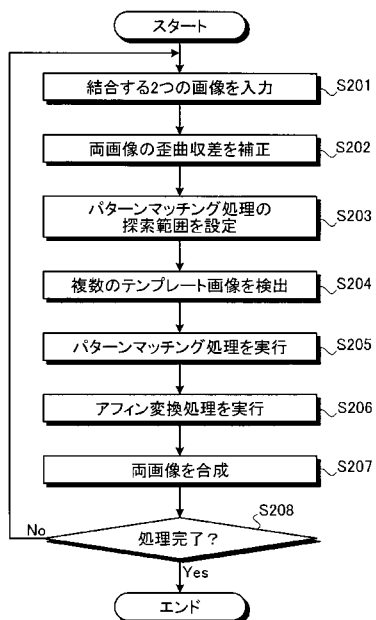 スタート
結合する2つの画像を入力
S201
両画像の歪曲収差を補正
S202
パターンマッチング処理の
探索範囲を設定
S203
複数のテンプレート画像を検出
S204
パターンマッチング処理を実行
S205
アフィン変換処理を実行
S206
両画像を合成
S207
S208
処理完了?
No
Yes
エンド